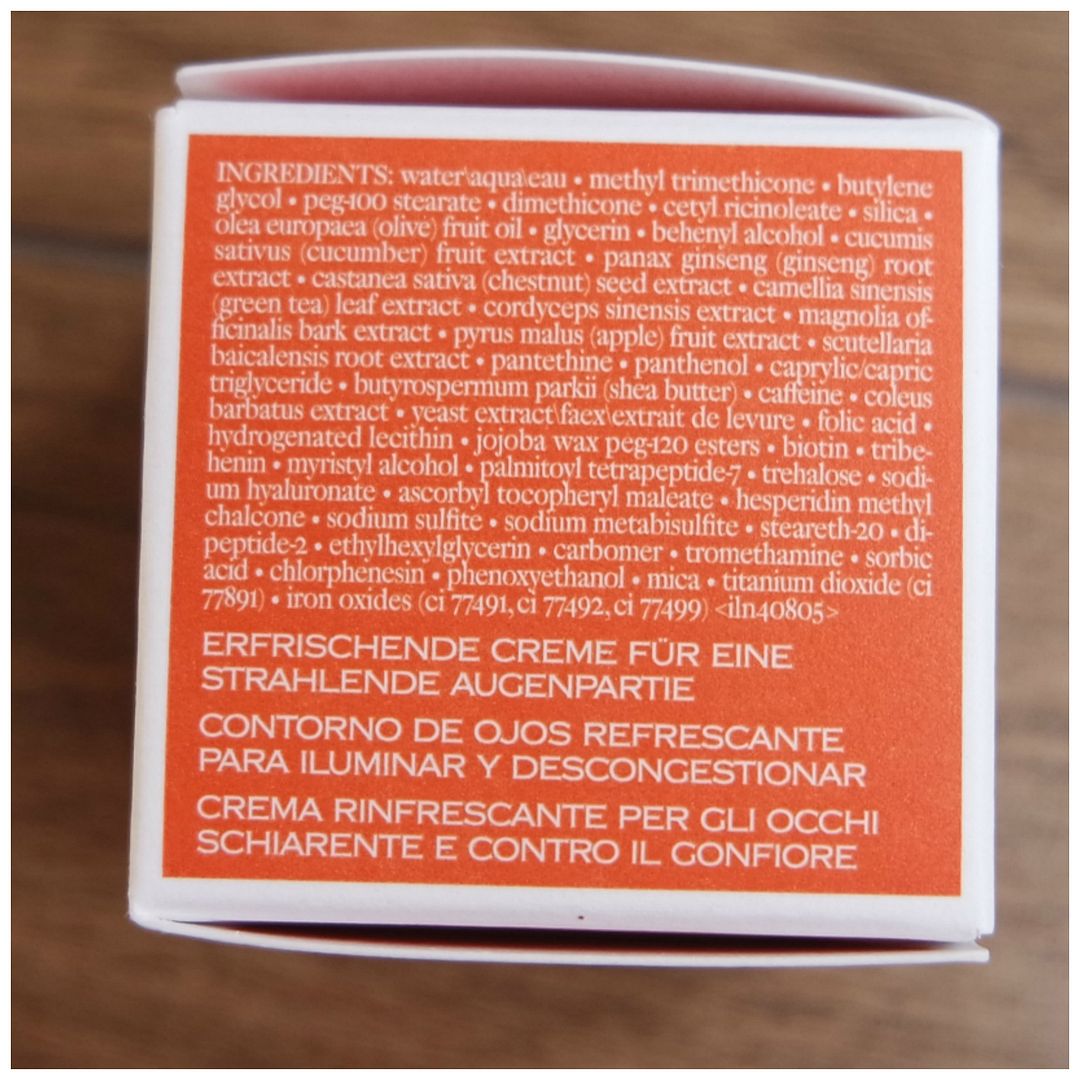 INGREDIENTS: water\aqua\eau • methyl trimethicone • butylene
glycol • peg-100 stearate • dimethicone • cetyl ricinoleate • silica •
olea europaea (olive) fruit oil • glycerin • behenyl alcohol • cucumis
sativus (cucumber) fruit extract • panax ginseng (ginseng) root
extract • castanea sativa (chestnut) seed extract • camellia sinensis
(green tea) leaf extract • cordyceps sinensis extract • magnolia of-
ficinalis bark extract • pyrus malus (apple) fruit extract • scutellaria
baicalensis root extract • pantethine • panthenol • caprylic/capric
triglyceride • butyrospermum parkii (shea butter) • caffeine • coleus
barbatus extract • yeast extract\faex\extrait de levure • folic acid •
hydrogenated lecithin • jojoba wax peg-120 esters • biotin • tribe-
henin • myristyl alcohol • palmitoyl tetrapeptide-7 • trehalose • sodi-
um hyaluronate • ascorbyl tocopheryl maleate • hesperidin methyl
chalcone • sodium sulfite • sodium metabisulfite • steareth-20 • di-
peptide-2 • ethylhexylglycerin • carbomer • tromethamine • sorbic
acid • chlorphenesin • phenoxyethanol • mica • titanium dioxide (ci
77891) • iron oxides (ci 77491, ci 77492, ci 77499) <iln40805>
ERFRISCHENDE CREME FÜR EINE
STRAHLENDE AUGENPARTIE
CONTORNO DE OJOS REFRESCANTE
PARA ILUMINAR Y DESCONGESTIONAR
CREMA RINFRESCANTE PER GLI OCCHI
SCHIARENTE E CONTRO IL GONFIORE